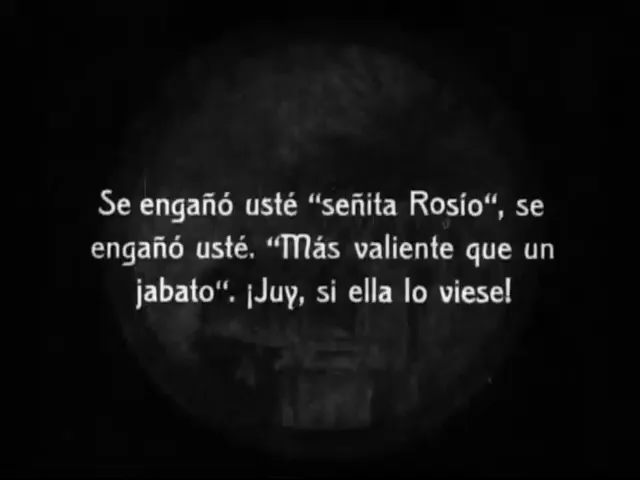 Se engañó usté “señita Rosío“, se
engañó usté. “Más valiente que un
jabato“. ¡Juy, si ella lo viese!